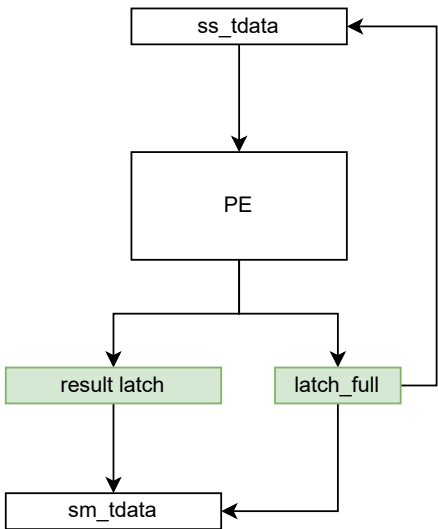 ss_tdata
PE
result latch
latch_full
sm_tdata